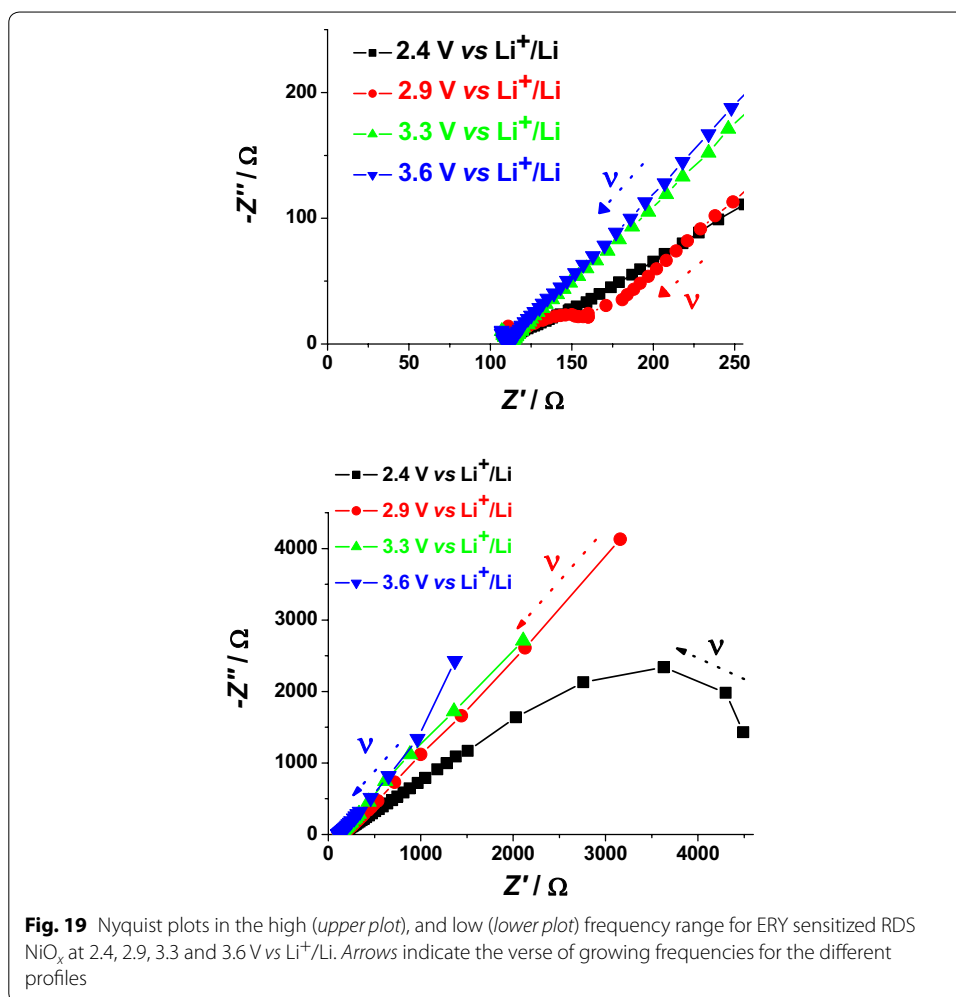 2.4 V vs Li⁺/Li
2.9 V vs Li⁺/Li
3.3 V vs Li⁺/Li
3.6 V vs Li⁺/Li
-Z'' / Ω
200
100
0
ν
ν
0
50
100
150
200
250
Z' / Ω
2.4 V vs Li⁺/Li
2.9 V vs Li⁺/Li
3.3 V vs Li⁺/Li
3.6 V vs Li⁺/Li
-Z'' / Ω
4000
3000
2000
1000
0
ν
ν
ν
0
1000
2000
3000
4000
Z' / Ω
Fig. 19 Nyquist plots in the high (upper plot), and low (lower plot) frequency range for ERY sensitized RDS
NiOₓ at 2.4, 2.9, 3.3 and 3.6 V vs Li⁺/Li. Arrows indicate the verse of growing frequencies for the different
profiles